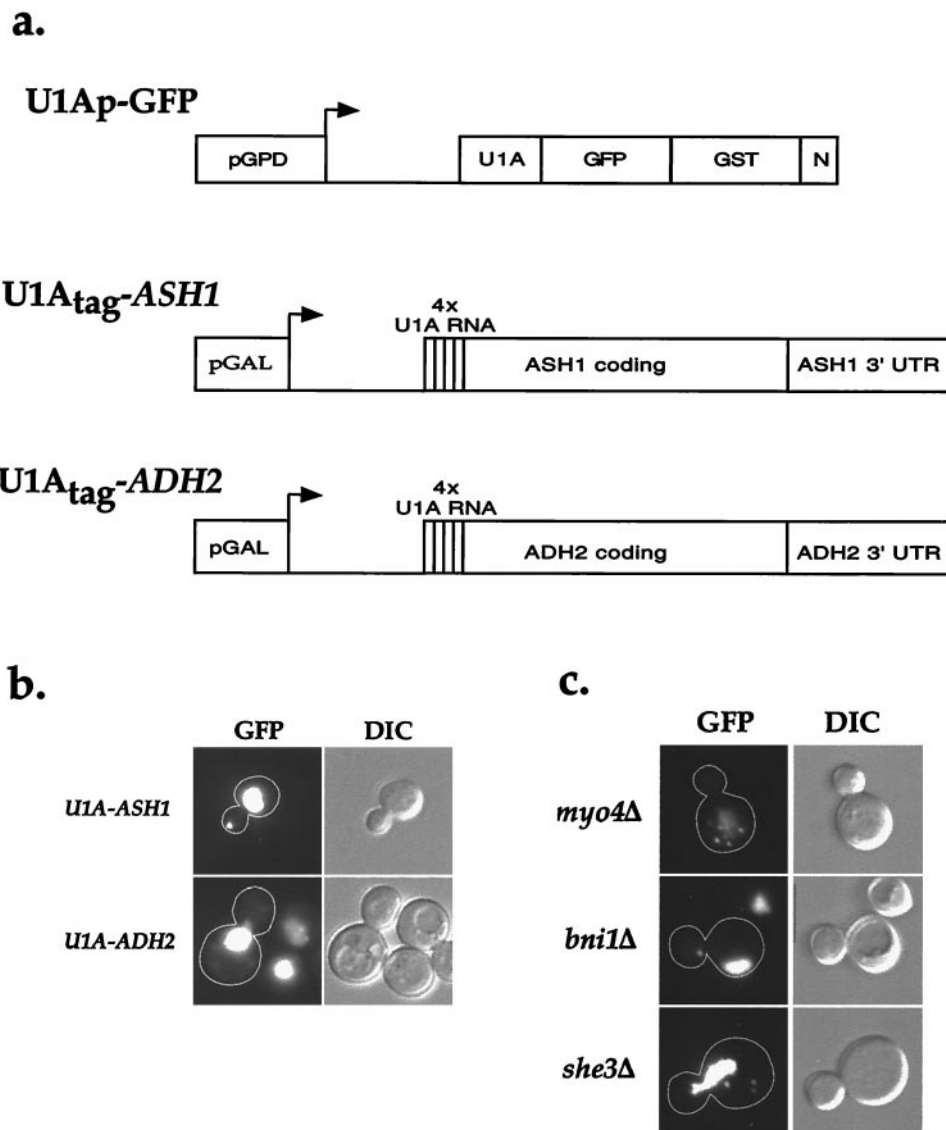 a.
U1Ap-GFP
pGPD
U1A
GFP
GST
N
U1Atag-ASH1
4x
U1A RNA
pGAL
ASH1 coding
ASH1 3' UTR
U1Atag-ADH2
4x
U1A RNA
pGAL
ADH2 coding
ADH2 3' UTR
b.
GFP
DIC
U1A-ASH1
U1A-ADH2
c.
GFP
DIC
myo4Δ
bni1Δ
she3Δ